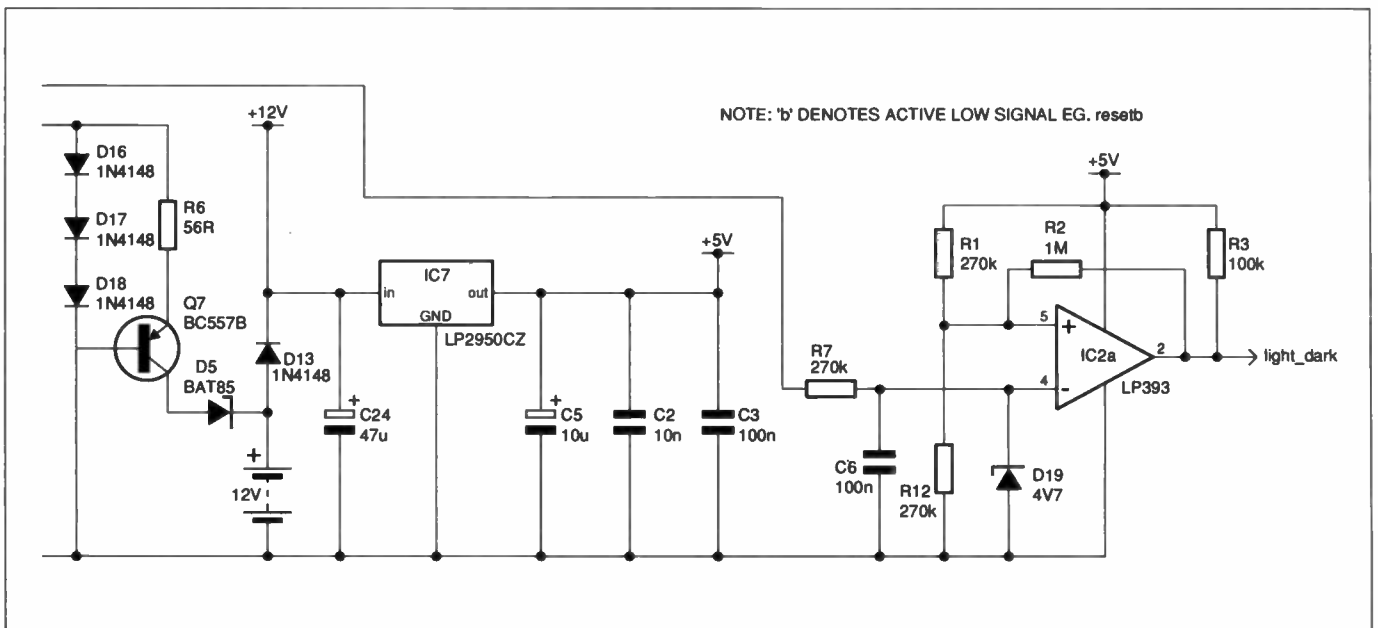 NOTE: 'b' DENOTES ACTIVE LOW SIGNAL EG. resetb
+12V
D16
1N4148
D17
1N4148
D18
1N4148
R6
56R
Q7
BC557B
D5
BAT85
D13
1N4148
+
12V
+
C24
47u
in
IC7
out
GND
LP2950CZ
+5V
+
C5
10u
C2
10n
C3
100n
+5V
R1
270k
R2
1M
R3
100k
R7
270k
5
+
IC2a
2
4
-
LP393
light_dark
C6
100n
R12
270k
D19
4V7